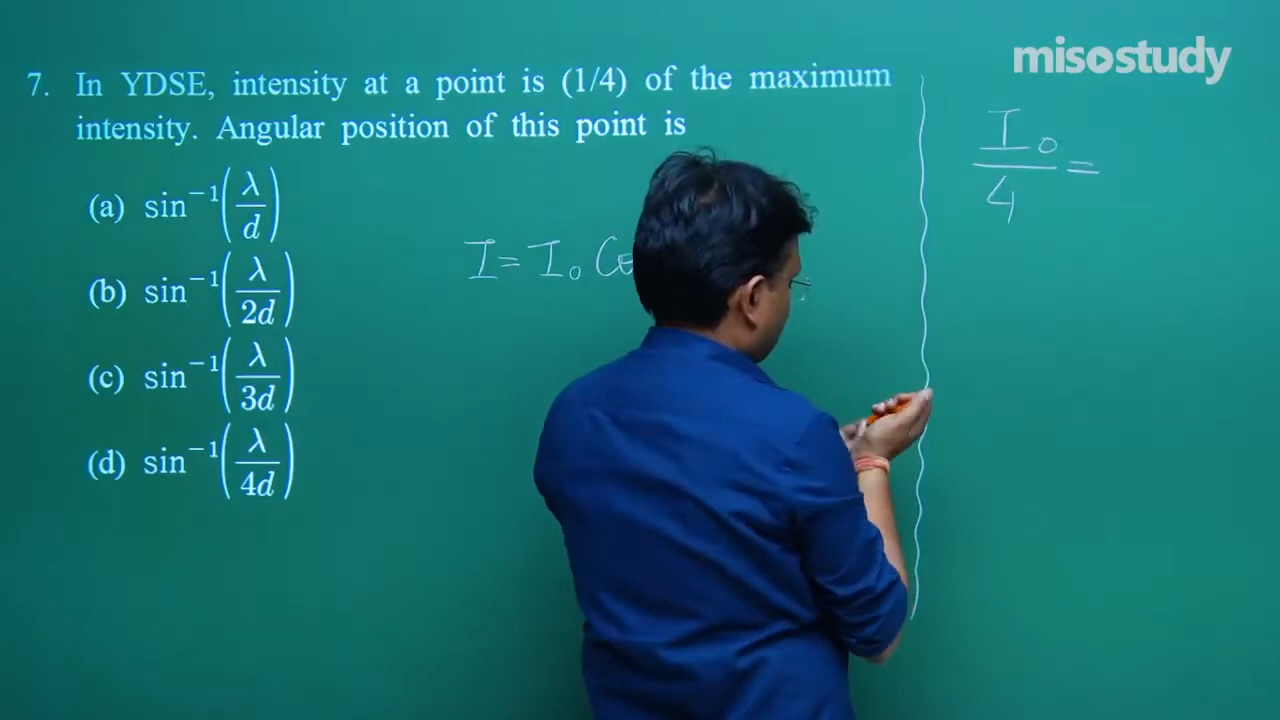 misostudy
7. In YDSE, intensity at a point is (1/4) of the maximum
intensity. Angular position of this point is
(a) sin⁻¹(λ/d)
(b) sin⁻¹(λ/2d)
(c) sin⁻¹(λ/3d)
(d) sin⁻¹(λ/4d)
I = I₀ Co
I₀/4 =